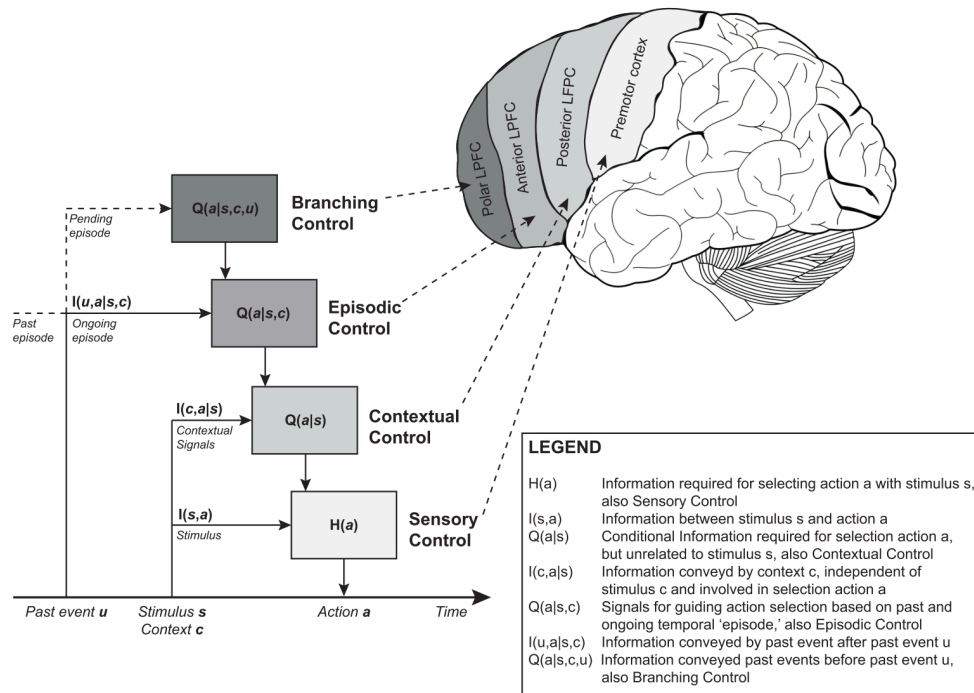 Polar LPFC
Anterior LPFC
Posterior LFPC
Premotor cortex
Q(a|s,c,u)
Branching
Control
Pending
episode
I(u,a|s,c)
Past
episode
Ongoing
episode
Q(a|s,c)
Episodic
Control
I(c,a|s)
Contextual
Signals
Q(a|s)
Contextual
Control
I(s,a)
Stimulus
H(a)
Sensory
Control
Past event u
Stimulus s
Context c
Action a
Time
LEGEND
H(a) Information required for selecting action a with stimulus s,
also Sensory Control
I(s,a) Information between stimulus s and action a
Q(a|s) Conditional Information required for selection action a,
but unrelated to stimulus s, also Contextual Control
I(c,a|s) Information conveyd by context c, independent of
stimulus c and involved in selection action a
Q(a|s,c) Signals for guiding action selection based on past and
ongoing temporal ‘episode,’ also Episodic Control
I(u,a|s,c) Information conveyed by past event after past event u
Q(a|s,c,u) Information conveyed past events before past event u,
also Branching Control